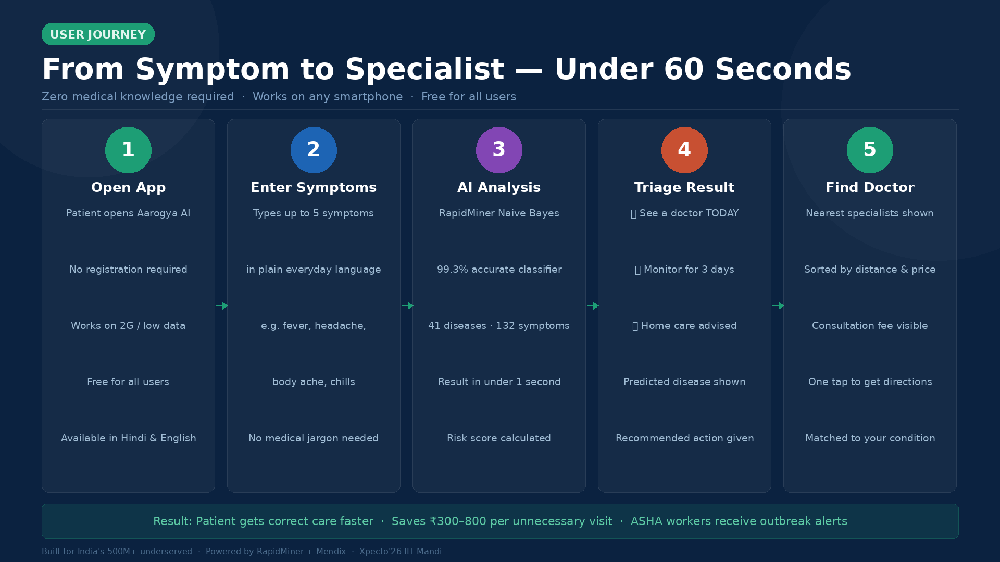 USER JOURNEY
From Symptom to Specialist — Under 60 Seconds
Zero medical knowledge required · Works on any smartphone · Free for all users
1
Open App
Patient opens Aarogya AI
No registration required
Works on 2G / low data
Free for all users
Available in Hindi & English
2
Enter Symptoms
Types up to 5 symptoms
in plain everyday language
e.g. fever, headache,
body ache, chills
No medical jargon needed
3
AI Analysis
RapidMiner Naive Bayes
99.3% accurate classifier
41 diseases · 132 symptoms
Result in under 1 second
Risk score calculated
4
Triage Result
See a doctor TODAY
Monitor for 3 days
Home care advised
Predicted disease shown
Recommended action given
5
Find Doctor
Nearest specialists shown
Sorted by distance & price
Consultation fee visible
One tap to get directions
Matched to your condition
Result: Patient gets correct care faster · Saves ₹300–800 per unnecessary visit · ASHA workers receive outbreak alerts
Built for India's 500M+ underserved · Powered by RapidMiner + Mendix · Xpecto'26 IIT Mandi